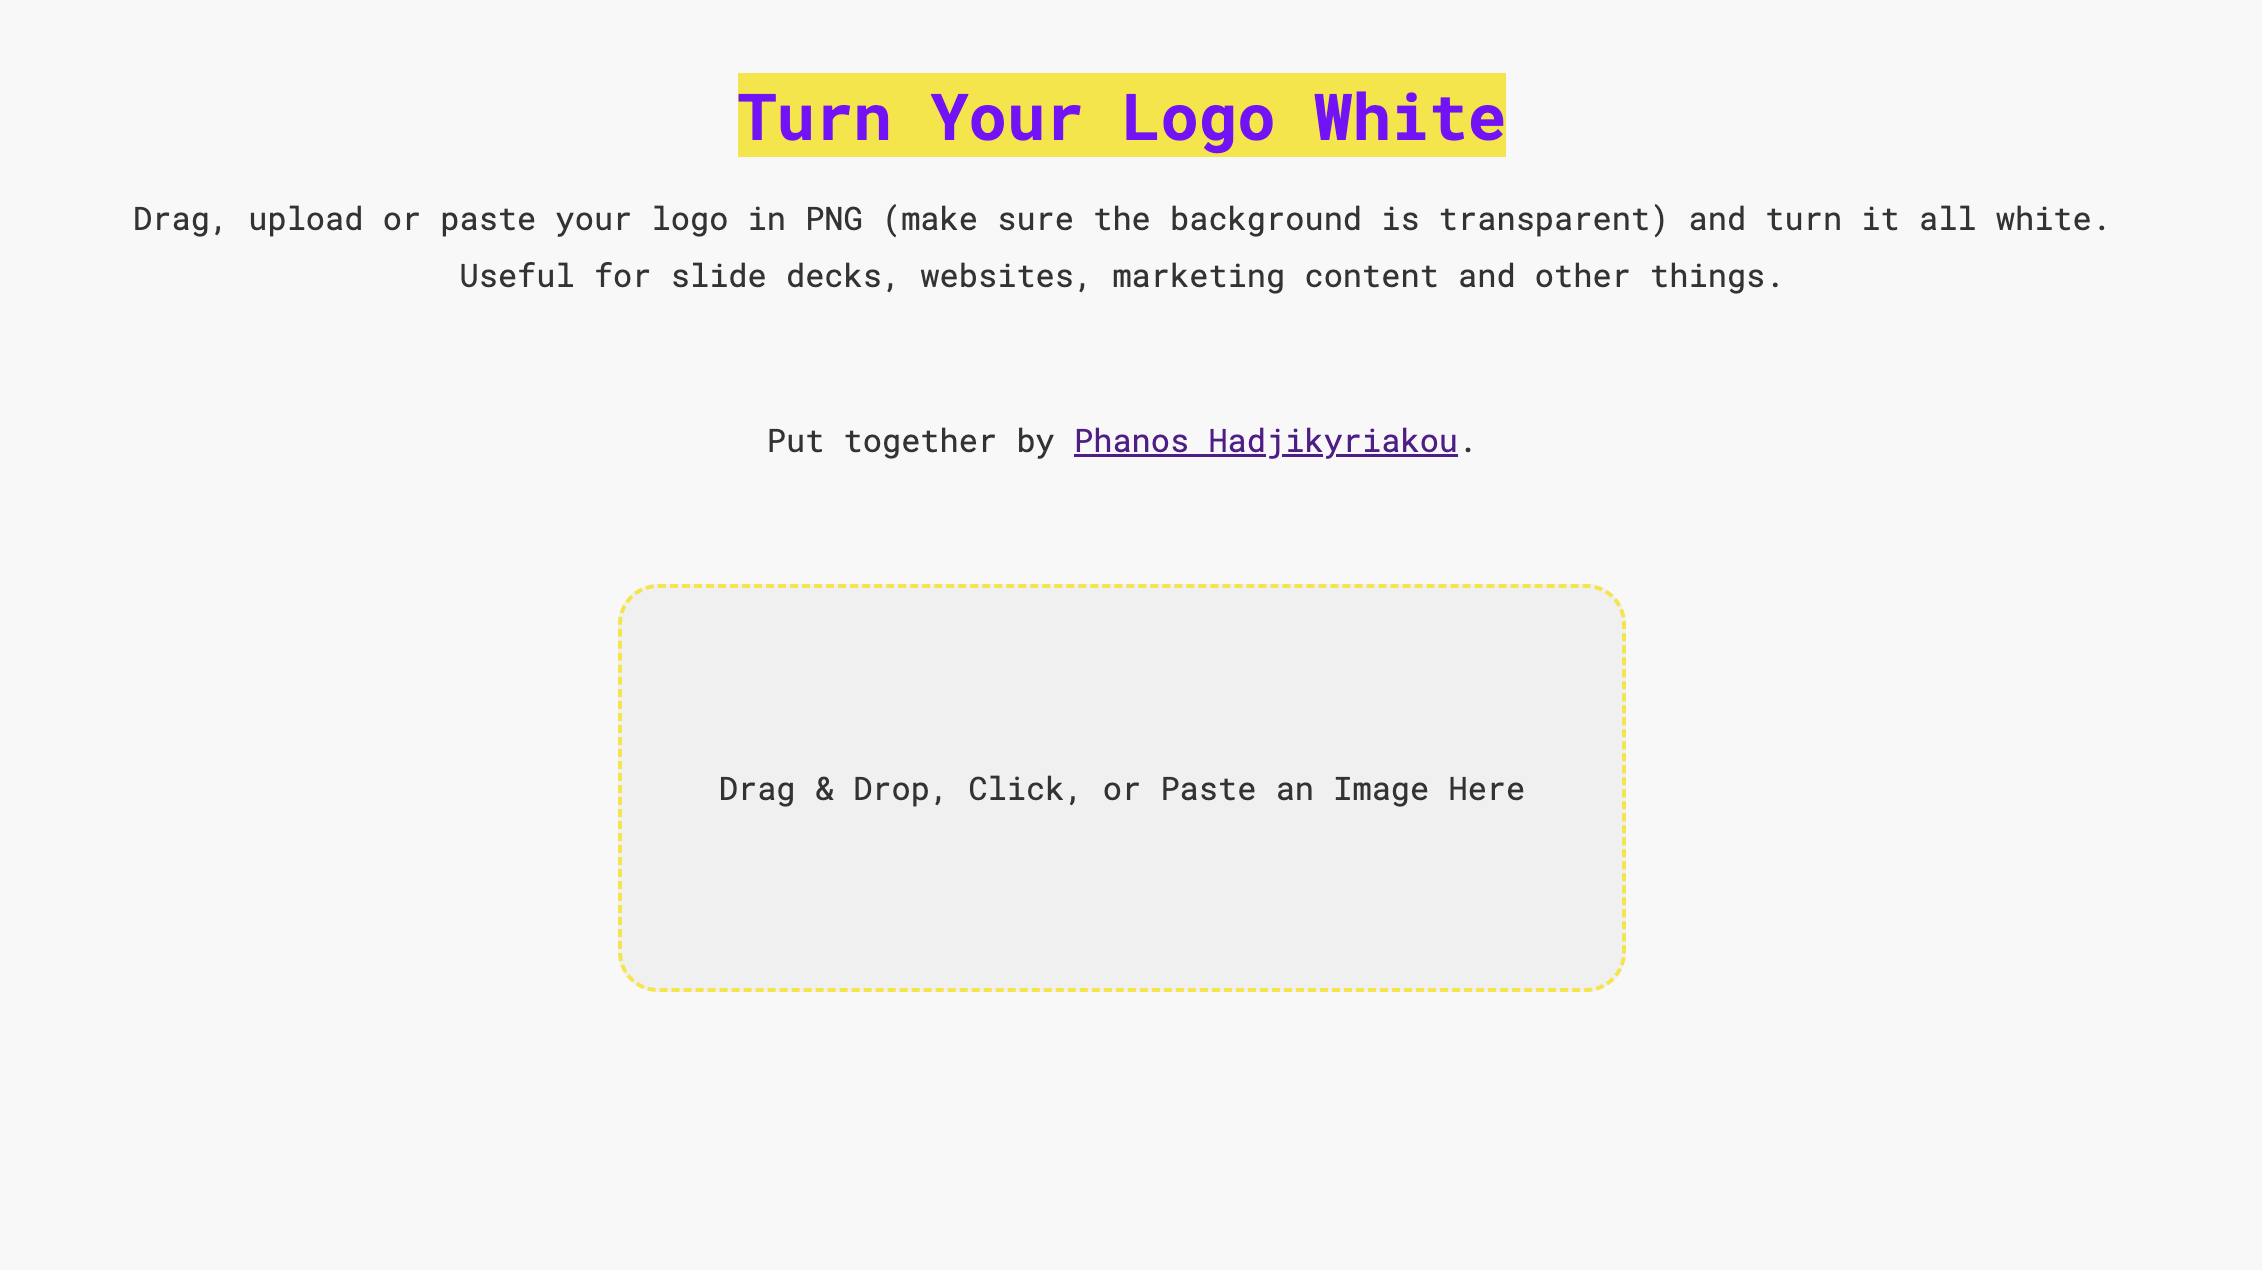 Turn Your Logo White
Drag, upload or paste your logo in PNG (make sure the background is transparent) and turn it all white.
Useful for slide decks, websites, marketing content and other things.
Put together by Phanos Hadjikyriakou.
Drag & Drop, Click, or Paste an Image Here